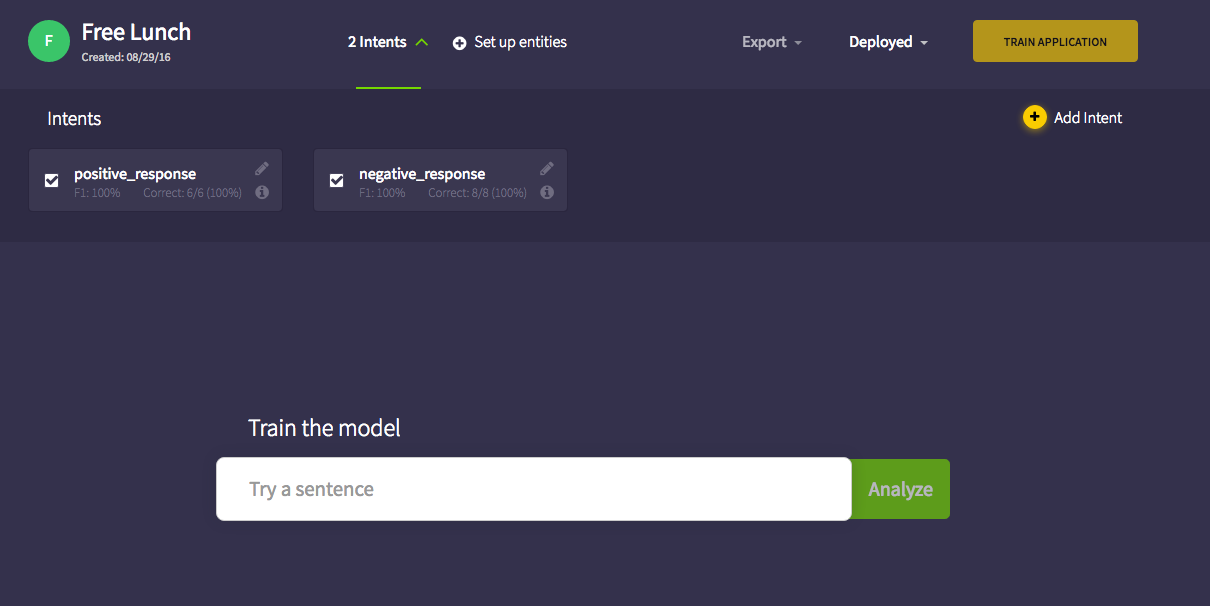 F
Free Lunch
Created: 08/29/16
2 Intents
Set up entities
Export
Deployed
TRAIN APPLICATION
Intents
Add Intent
positive_response
F1: 100% Correct: 6/6 (100%)
negative_response
F1: 100% Correct: 8/8 (100%)
Train the model
Try a sentence
Analyze